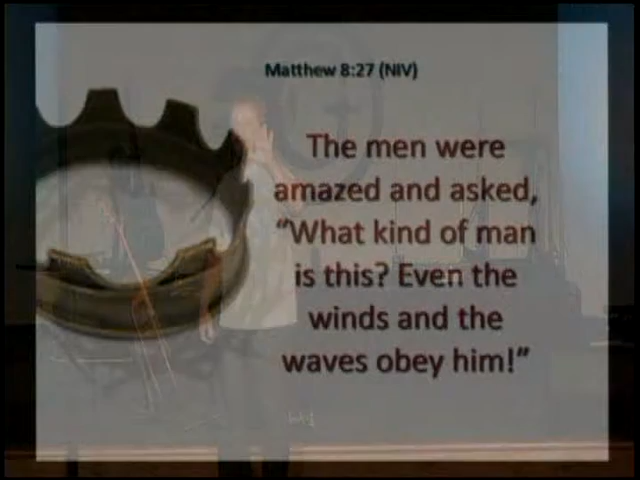 Matthew 8:27 (NIV)
The men were
amazed and asked,
“What kind of man
is this? Even the
winds and the
waves obey him!”